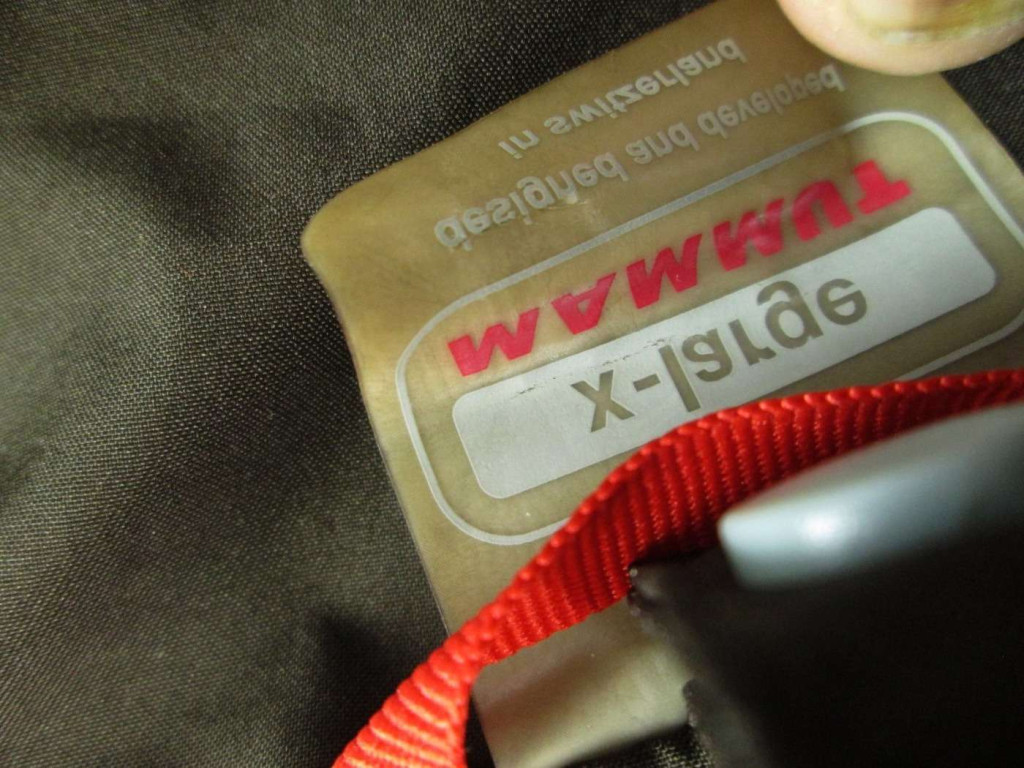 x-large
MAMMUT
designed and developed
in switzerland